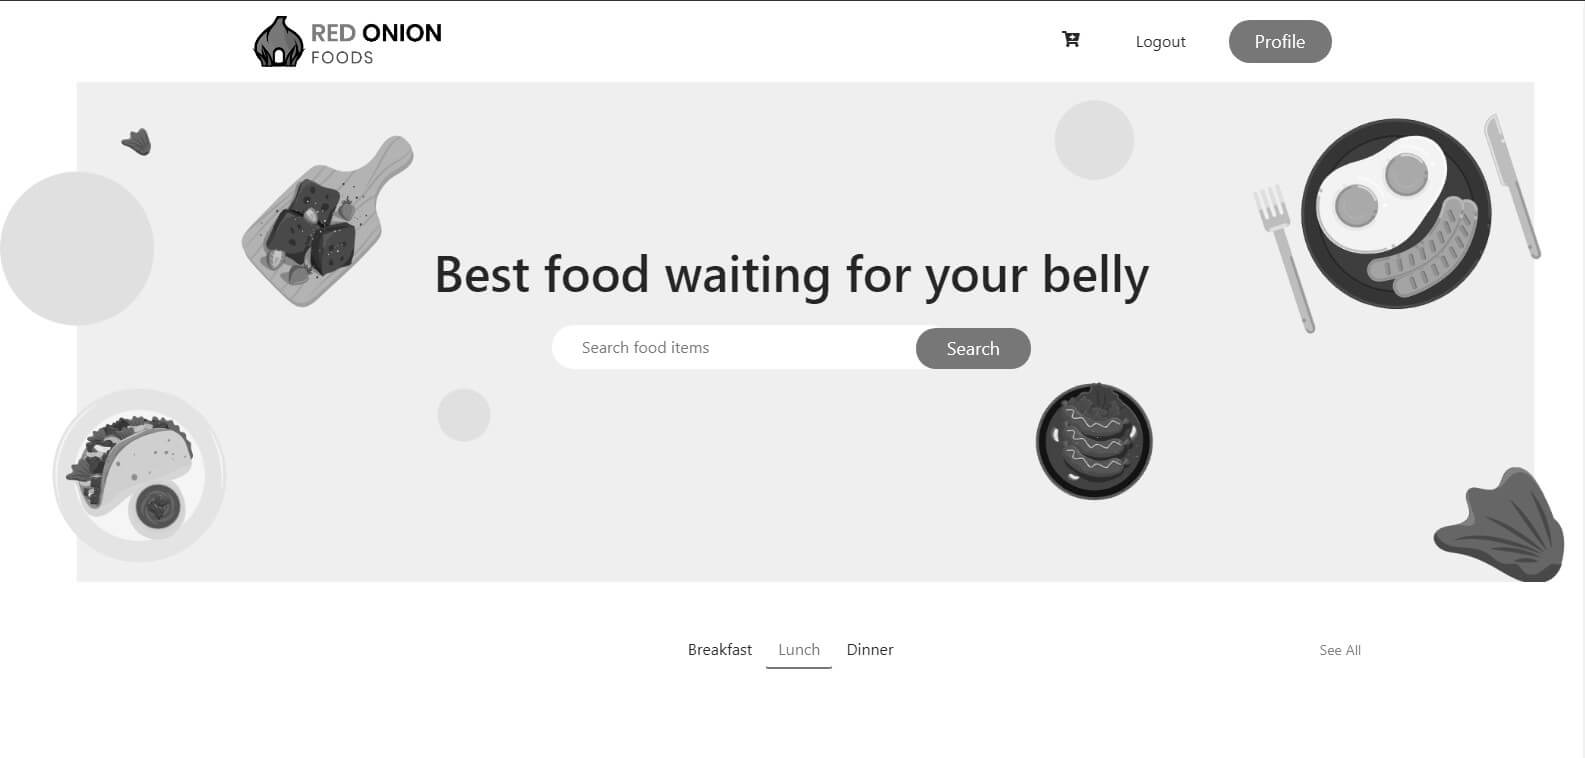 RED ONION
FOODS
Logout
Profile
Best food waiting for your belly
Search food items
Search
Breakfast
Lunch
Dinner
See All